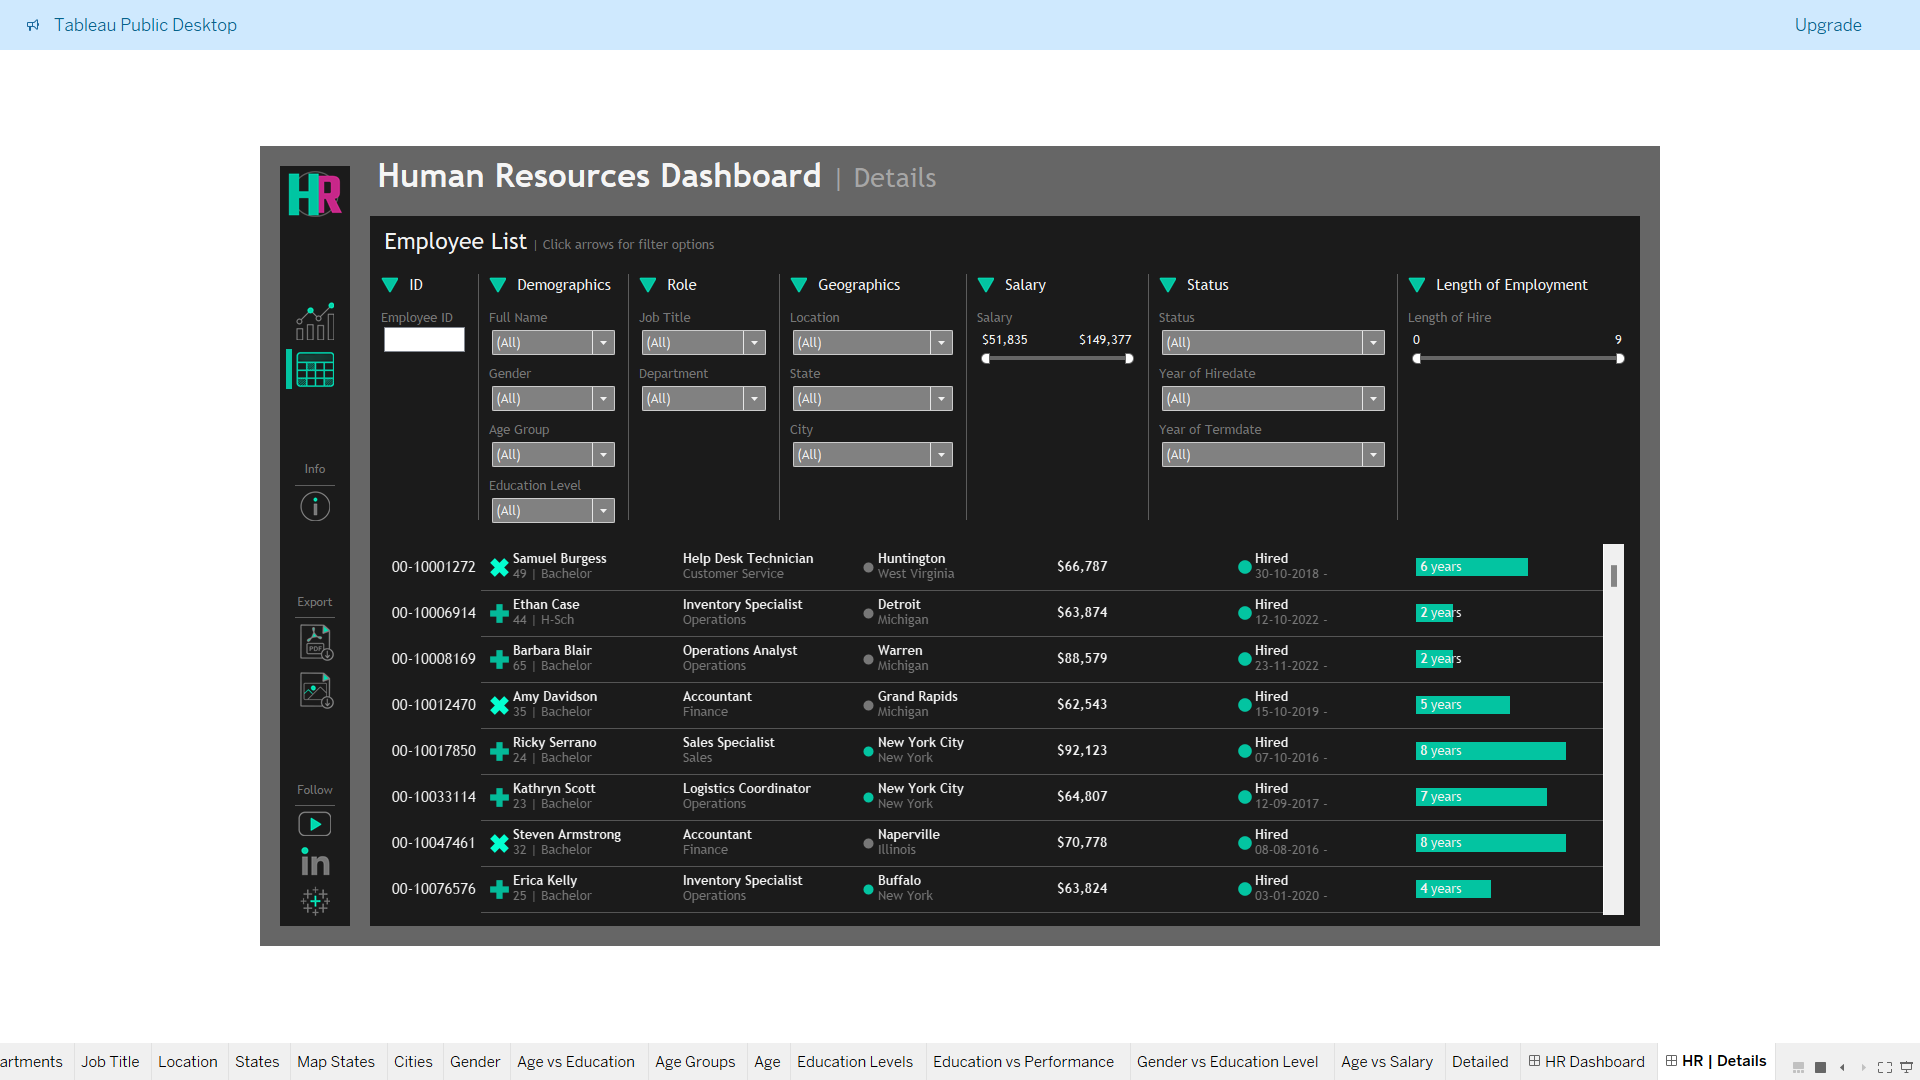 Tableau Public Desktop
Upgrade
HR
Human Resources Dashboard | Details
Employee List | Click arrows for filter options
ID
Demographics
Role
Geographics
Salary
Status
Length of Employment
Employee ID
Full Name
Job Title
Location
Salary
Status
Length of Hire
(All)
(All)
(All)
$51,835
$149,377
(All)
0
9
Gender
Department
State
Year of Hiredate
(All)
(All)
(All)
(All)
Age Group
City
Year of Termdate
(All)
(All)
(All)
Education Level
(All)
Info
Export
PDF
Follow
in
00-10001272
Samuel Burgess
49 | Bachelor
Help Desk Technician
Customer Service
Huntington
West Virginia
$66,787
Hired
30-10-2018 -
6 years
00-10006914
Ethan Case
44 | H-Sch
Inventory Specialist
Operations
Detroit
Michigan
$63,874
Hired
12-10-2022 -
2 years
00-10008169
Barbara Blair
65 | Bachelor
Operations Analyst
Operations
Warren
Michigan
$88,579
Hired
23-11-2022 -
2 years
00-10012470
Amy Davidson
35 | Bachelor
Accountant
Finance
Grand Rapids
Michigan
$62,543
Hired
15-10-2019 -
5 years
00-10017850
Ricky Serrano
24 | Bachelor
Sales Specialist
Sales
New York City
New York
$92,123
Hired
07-10-2016 -
8 years
00-10033114
Kathryn Scott
23 | Bachelor
Logistics Coordinator
Operations
New York City
New York
$64,807
Hired
12-09-2017 -
7 years
00-10047461
Steven Armstrong
32 | Bachelor
Accountant
Finance
Naperville
Illinois
$70,778
Hired
08-08-2016 -
8 years
00-10076576
Erica Kelly
25 | Bachelor
Inventory Specialist
Operations
Buffalo
New York
$63,824
Hired
03-01-2020 -
4 years
artments
Job Title
Location
States
Map States
Cities
Gender
Age vs Education
Age Groups
Age
Education Levels
Education vs Performance
Gender vs Education Level
Age vs Salary
Detailed
HR Dashboard
HR | Details